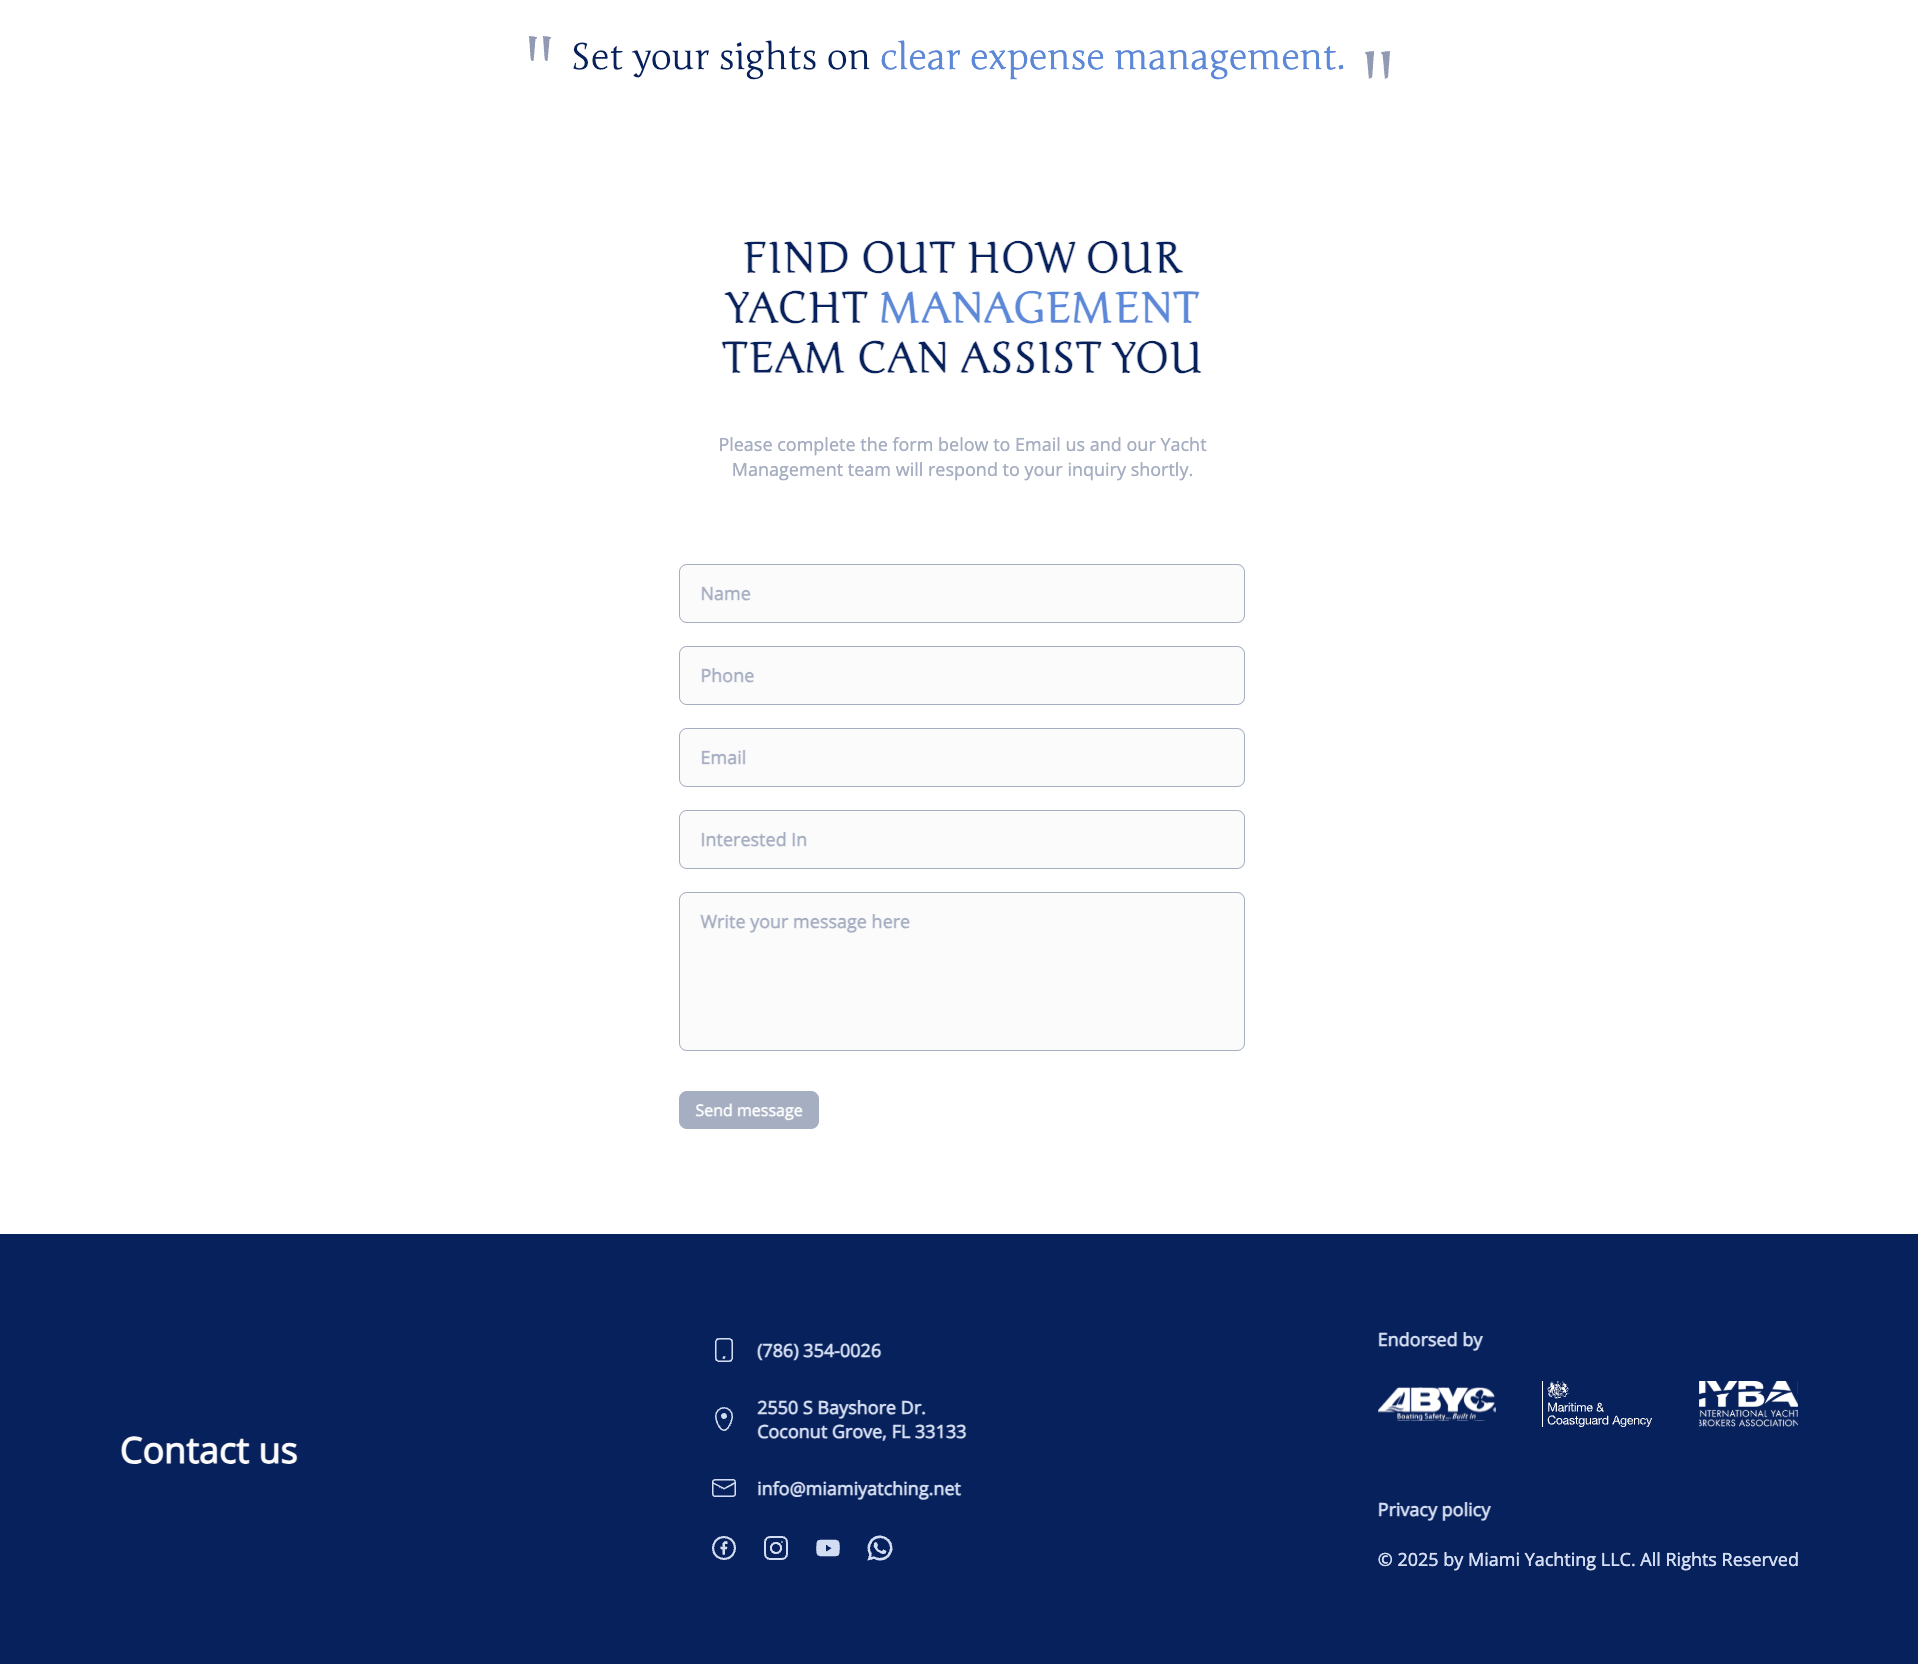 " Set your sights on clear expense management. "
FIND OUT HOW OUR
YACHT MANAGEMENT
TEAM CAN ASSIST YOU
Please complete the form below to Email us and our Yacht
Management team will respond to your inquiry shortly.
Name
Phone
Email
Interested In
Write your message here
Send message
Contact us
(786) 354-0026
2550 S Bayshore Dr.
Coconut Grove, FL 33133
info@miamiyatching.net
Endorsed by
ABYC
Boating Safety... Built In
Maritime &
Coastguard Agency
IYBA
INTERNATIONAL YACHT
BROKERS ASSOCIATION
Privacy policy
© 2025 by Miami Yachting LLC. All Rights Reserved